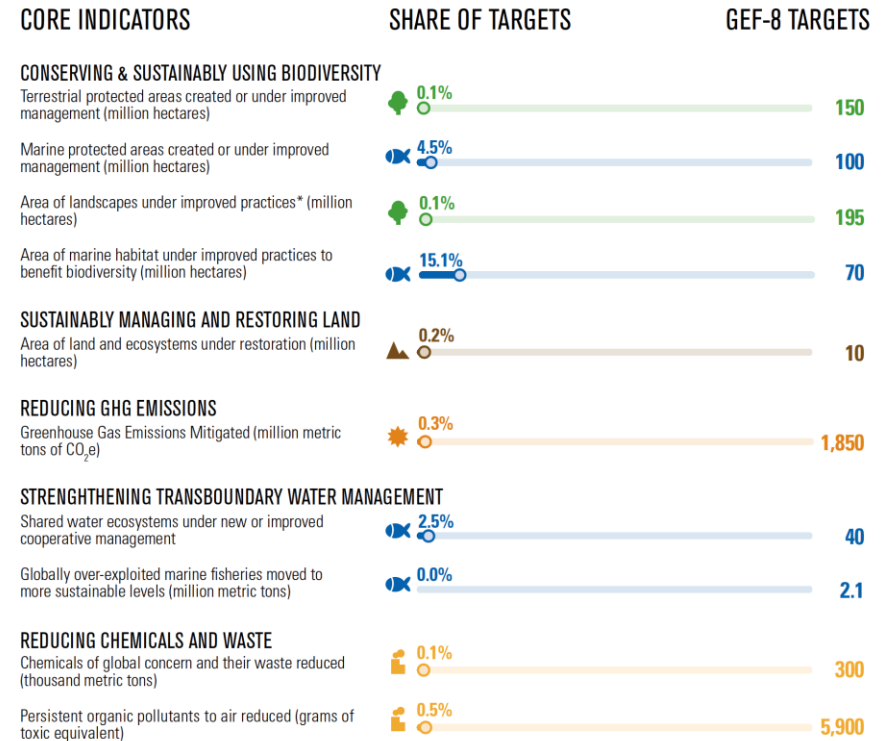 CORE INDICATORS SHARE OF TARGETS GEF-8 TARGETS
CONSERVING & SUSTAINABLY USING BIODIVERSITY
Terrestrial protected areas created or under improved
management (million hectares)
0.1%
150
Marine protected areas created or under improved
management (million hectares)
4.5%
100
Area of landscapes under improved practices* (million
hectares)
0.1%
195
Area of marine habitat under improved practices to
benefit biodiversity (million hectares)
15.1%
70
SUSTAINABLY MANAGING AND RESTORING LAND
Area of land and ecosystems under restoration (million
hectares)
0.2%
10
REDUCING GHG EMISSIONS
Greenhouse Gas Emissions Mitigated (million metric
tons of CO₂e)
0.3%
1,850
STRENGHTHENING TRANSBOUNDARY WATER MANAGEMENT
Shared water ecosystems under new or improved
cooperative management
2.5%
40
Globally over-exploited marine fisheries moved to
more sustainable levels (million metric tons)
0.0%
2.1
REDUCING CHEMICALS AND WASTE
Chemicals of global concern and their waste reduced
(thousand metric tons)
0.1%
300
Persistent organic pollutants to air reduced (grams of
toxic equivalent)
0.5%
5,900